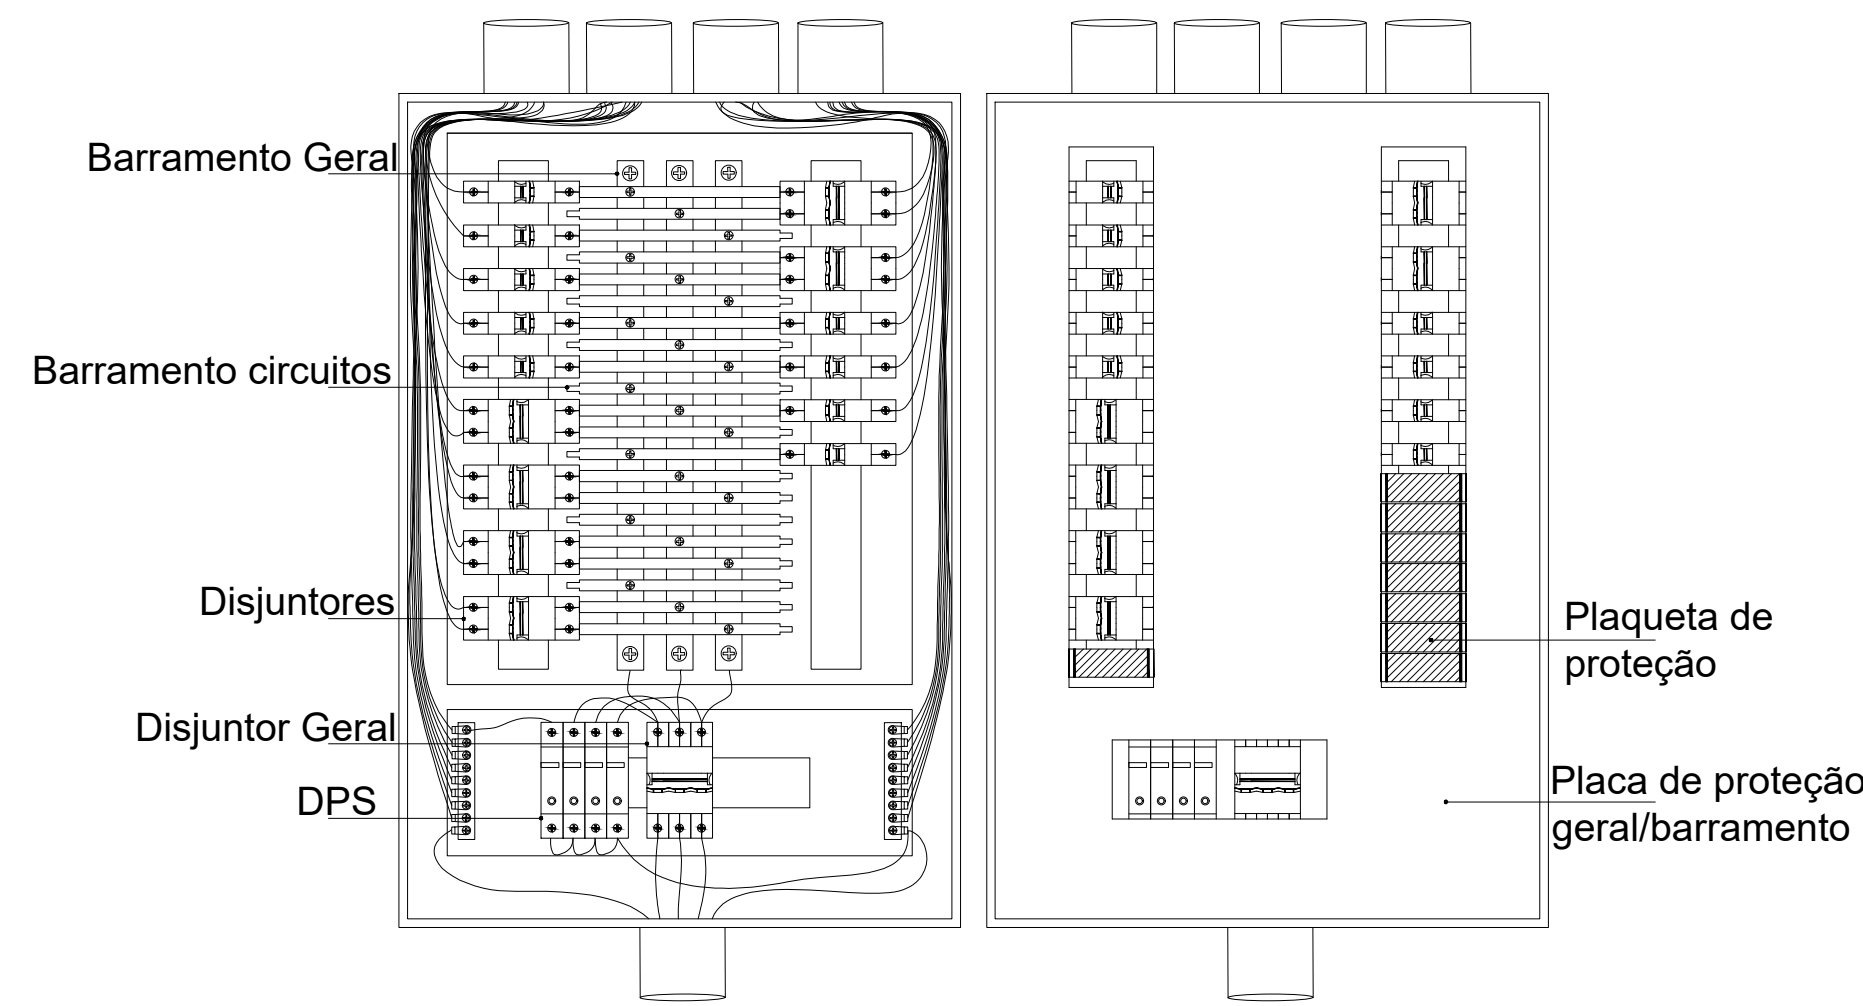 Barramento Geral
Barramento circuitos
Disjuntores
Disjuntor Geral
DPS
Plaqueta de
proteção
Placa de proteção
geral/barramento